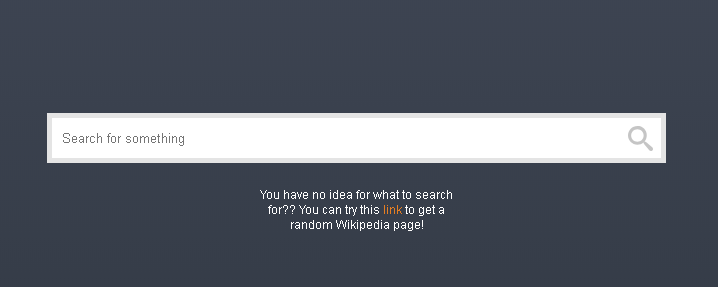 Search for something
You have no idea for what to search
for?? You can try this link to get a
random Wikipedia page!